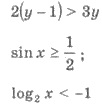 2(y − 1) > 3y
sin x ≥ 1/2 ;
log₂ x < −1